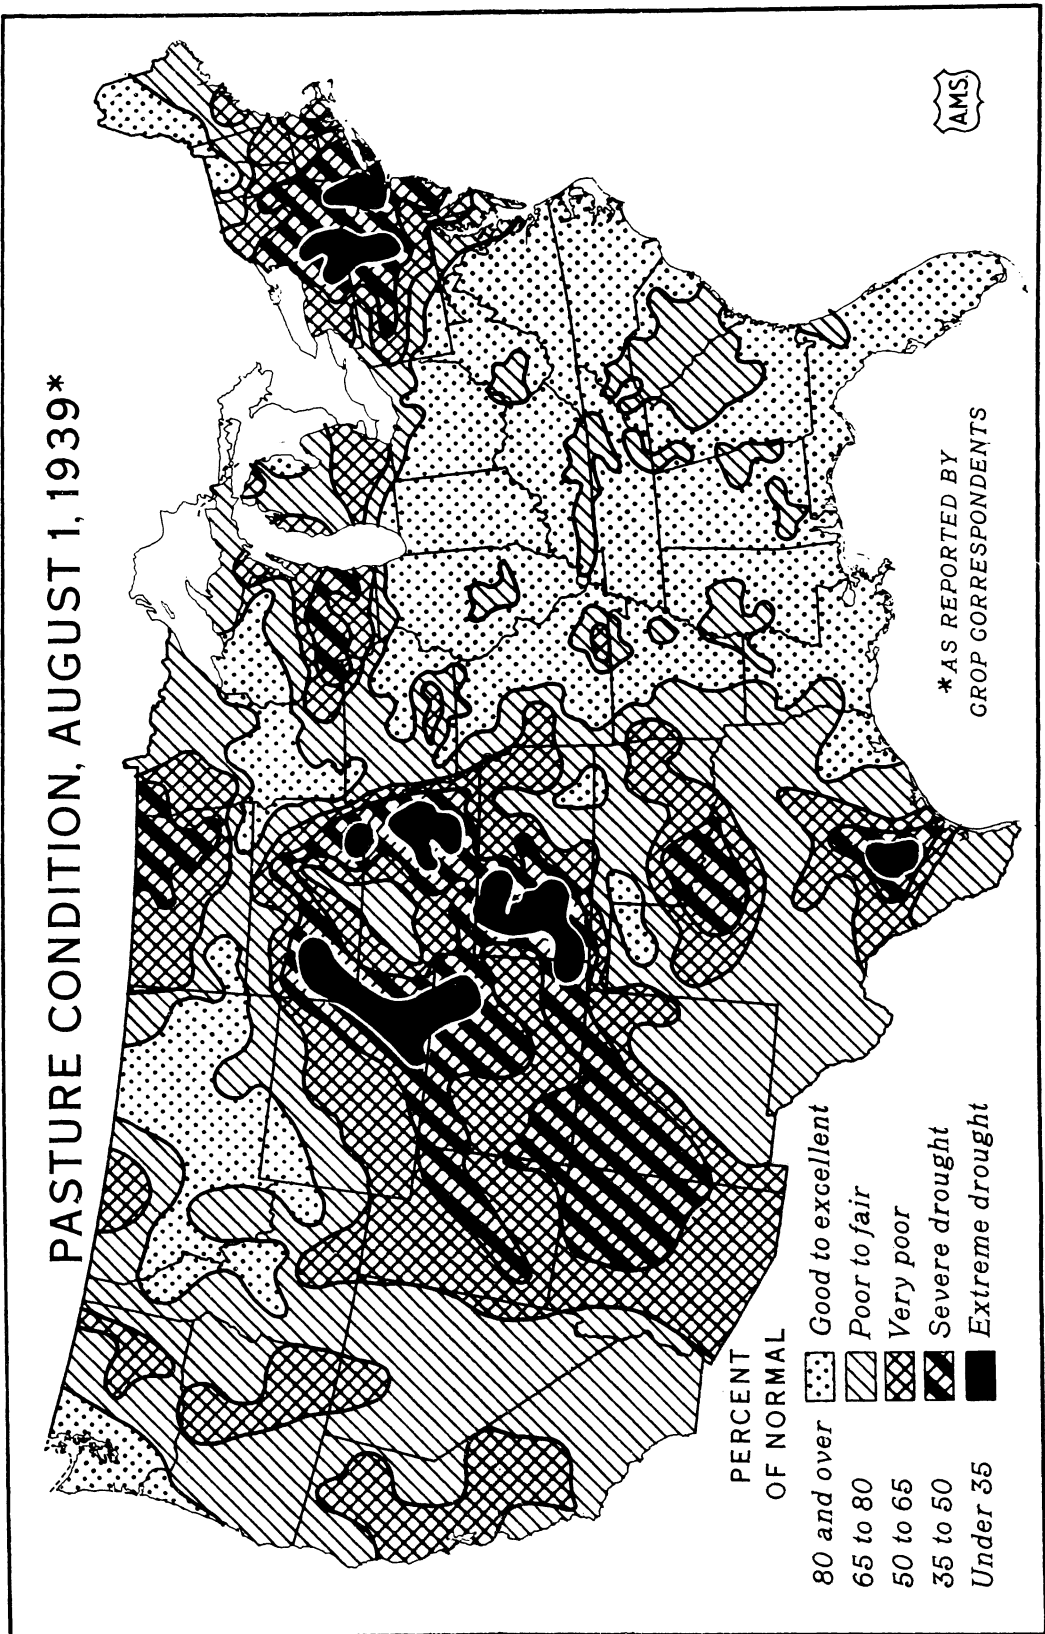 PASTURE CONDITION, AUGUST 1, 1939*
PERCENT
OF NORMAL
80 and over Good to excellent
65 to 80 Poor to fair
50 to 65 Very poor
35 to 50 Severe drought
Under 35 Extreme drought
*AS REPORTED BY
CROP CORRESPONDENTS
A.M.S.